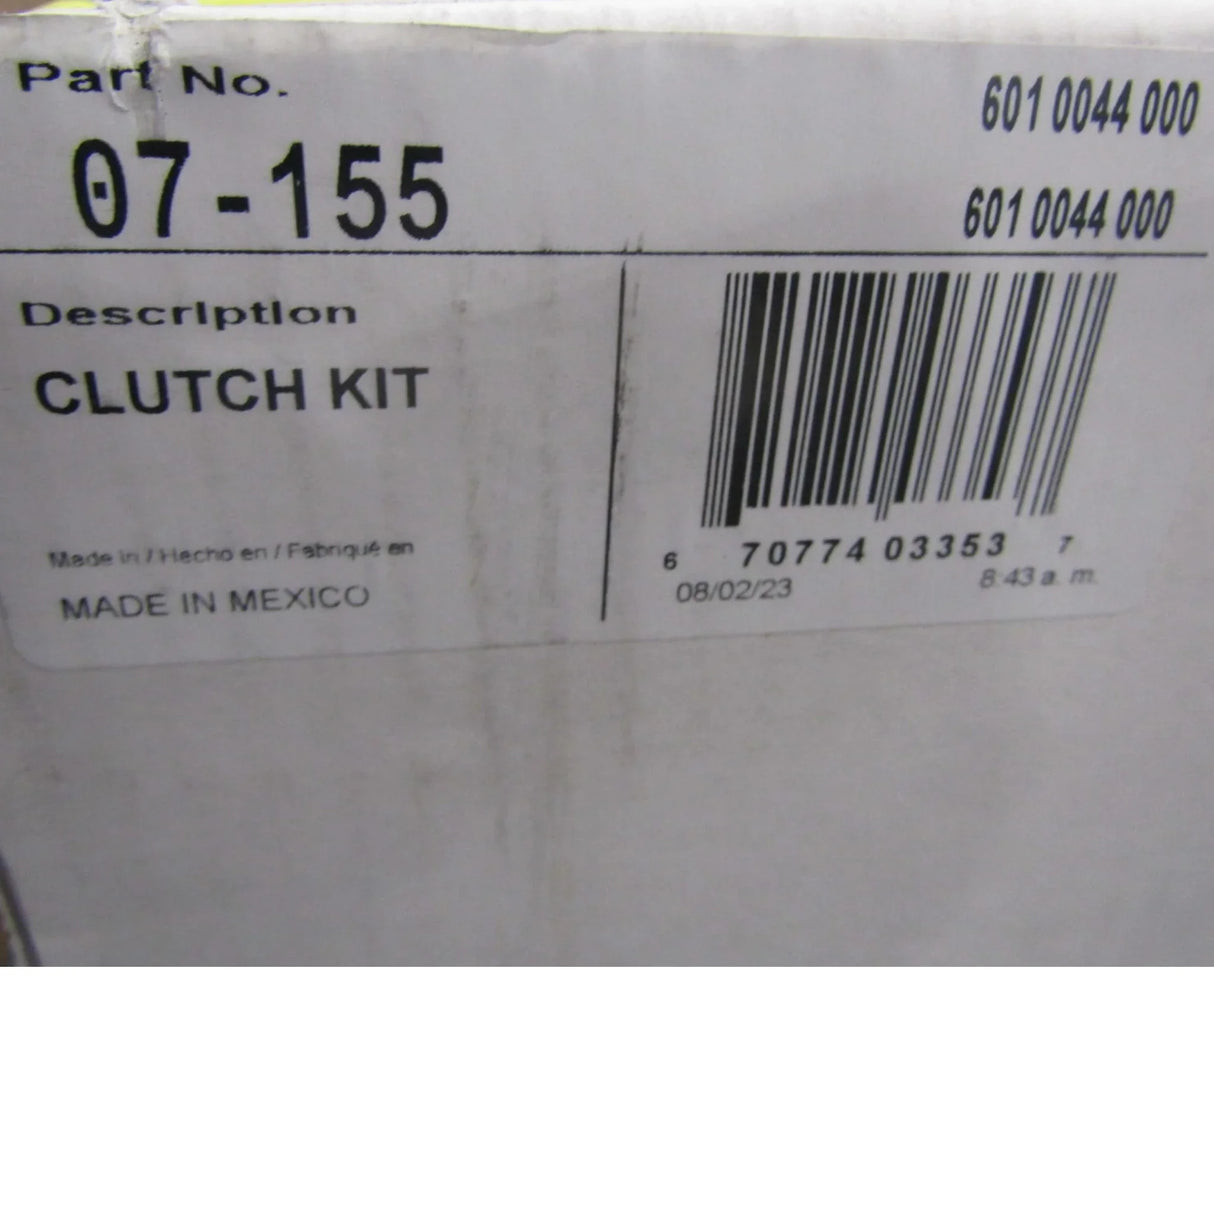 Part No.
07-155
601 0044 000
601 0044 000
Description
CLUTCH KIT
Made in / Hecho en / Fabriqué en
MADE IN MEXICO
6 70774 03353 7
08/02/23 8:43 a. m.